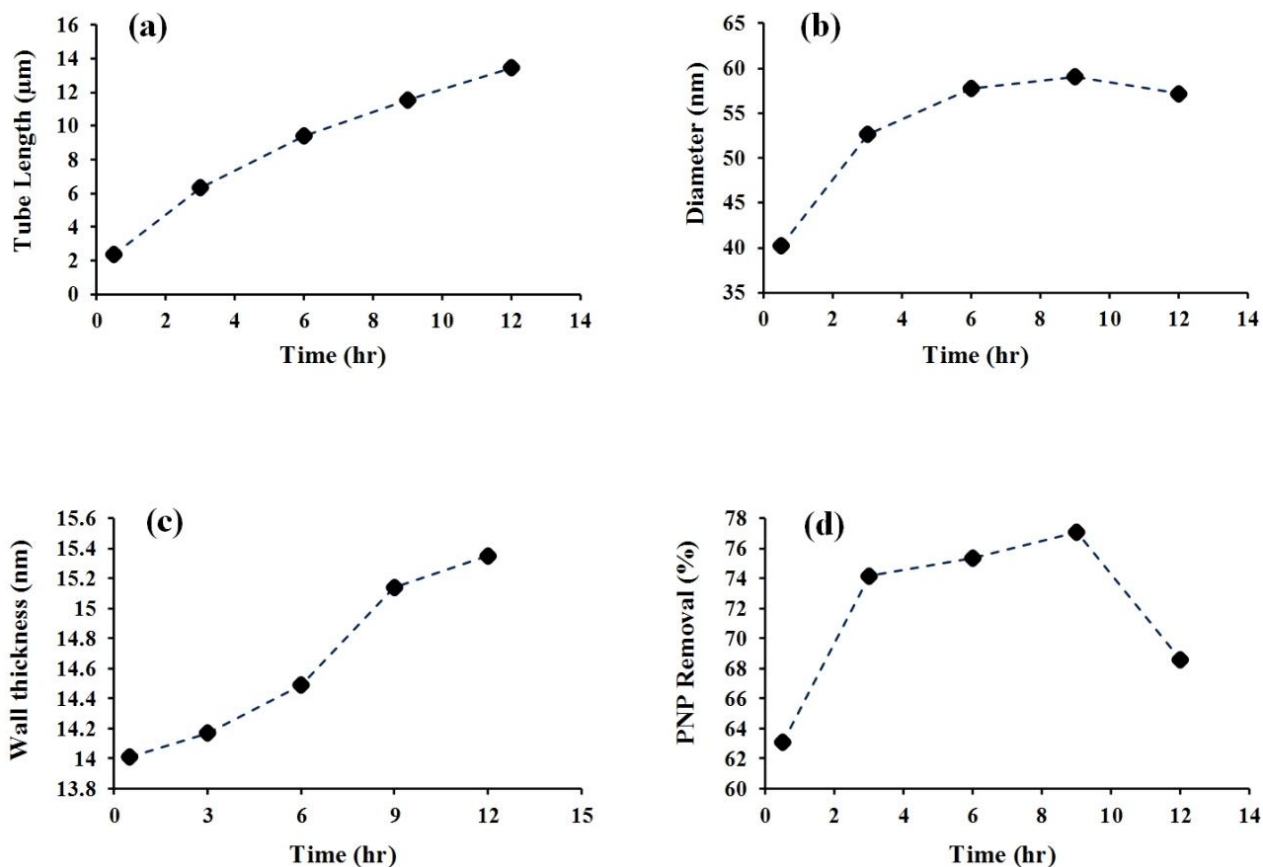 (a)
Tube Length (µm)
16
14
12
10
8
6
4
2
0
0 2 4 6 8 10 12 14
Time (hr)
(b)
Diameter (nm)
65
60
55
50
45
40
35
0 2 4 6 8 10 12 14
Time (hr)
(c)
Wall thickness (nm)
15.6
15.4
15.2
15
14.8
14.6
14.4
14.2
14
13.8
0 3 6 9 12 15
Time (hr)
(d)
PNP Removal (%)
78
76
74
72
70
68
66
64
62
60
0 2 4 6 8 10 12 14
Time (hr)